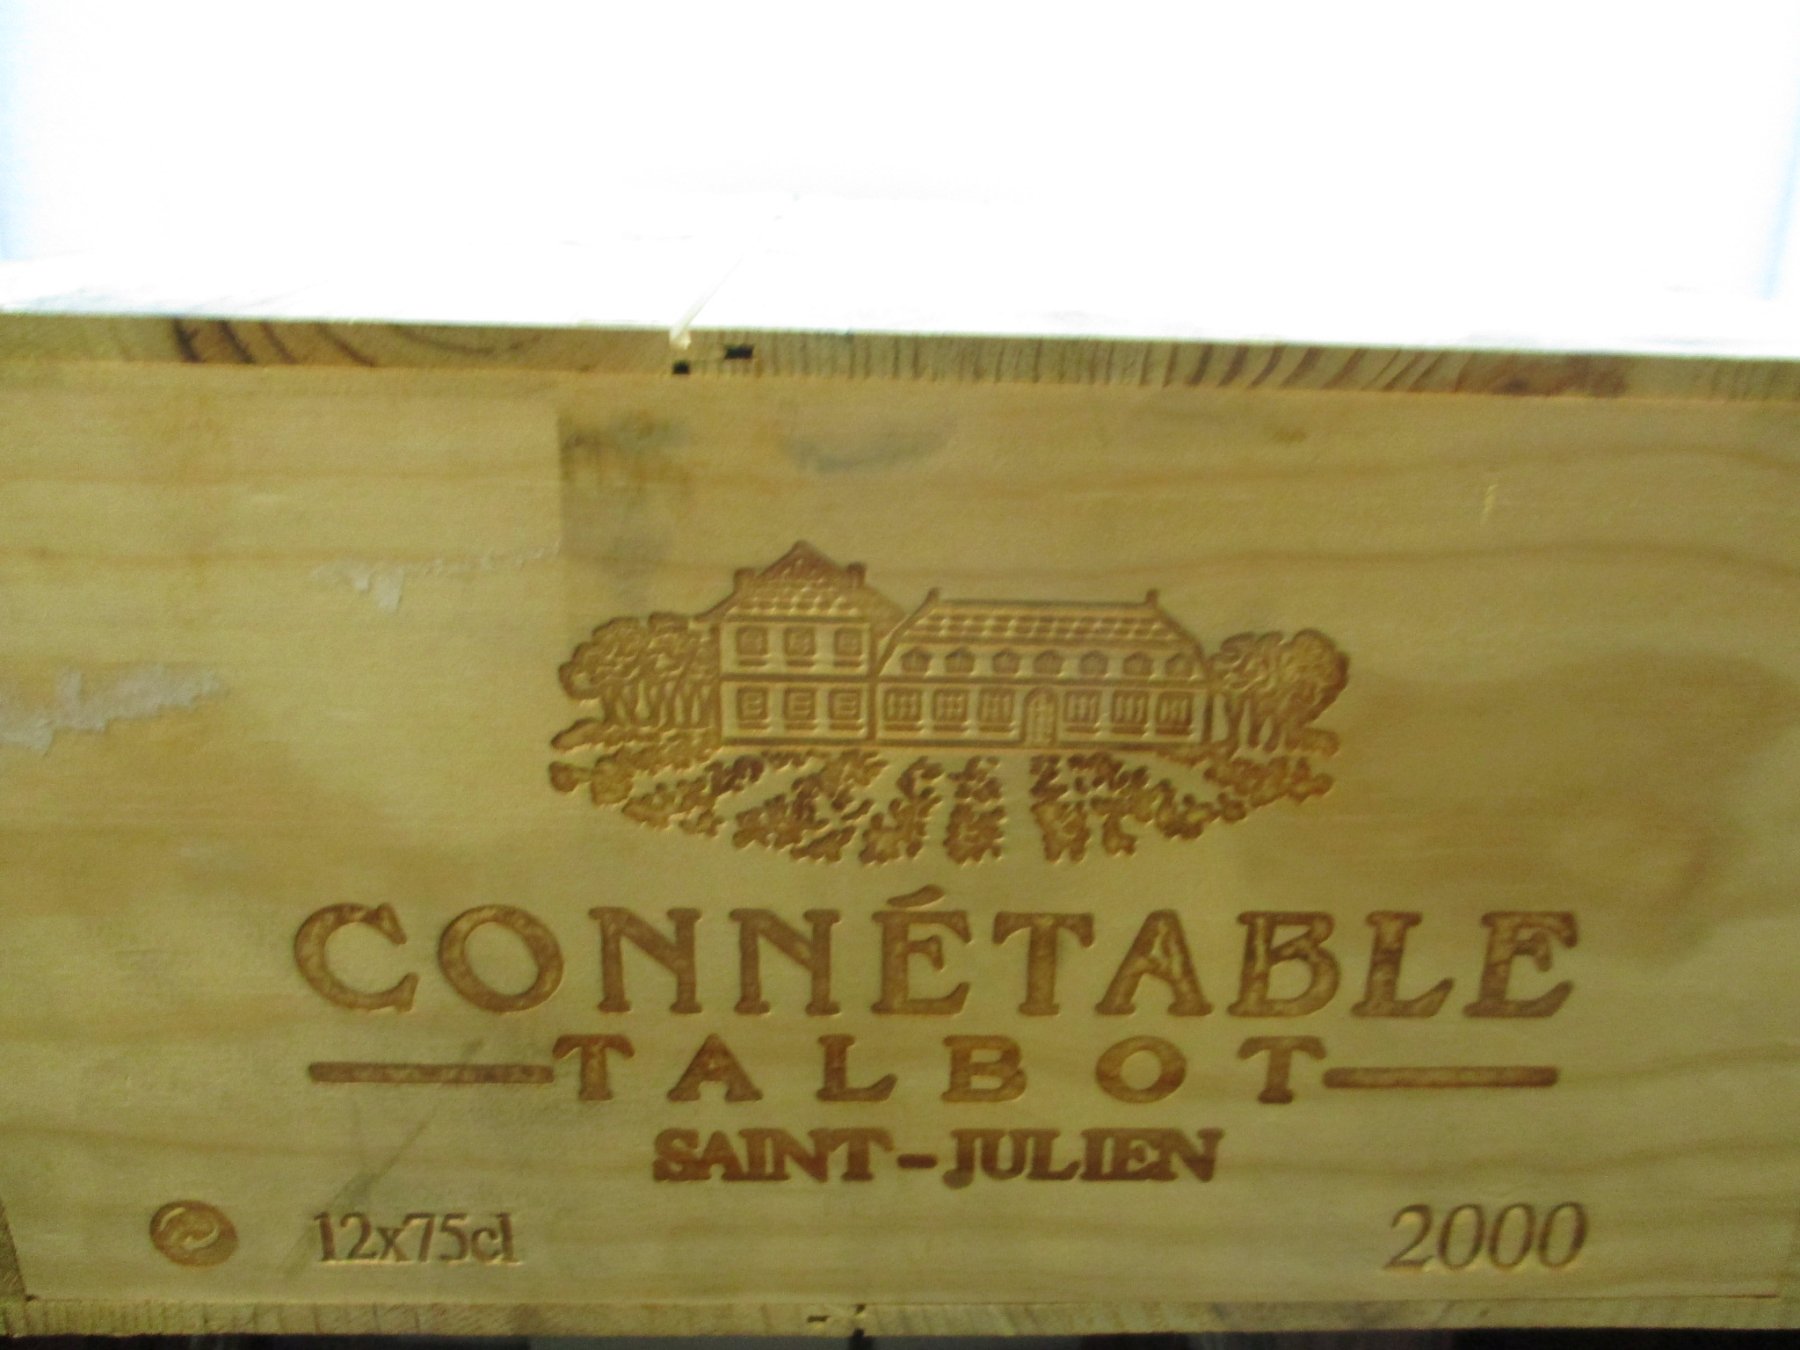 CONNÉTABLE
TALBOT
SAINT-JULIEN
12x75cl 2000